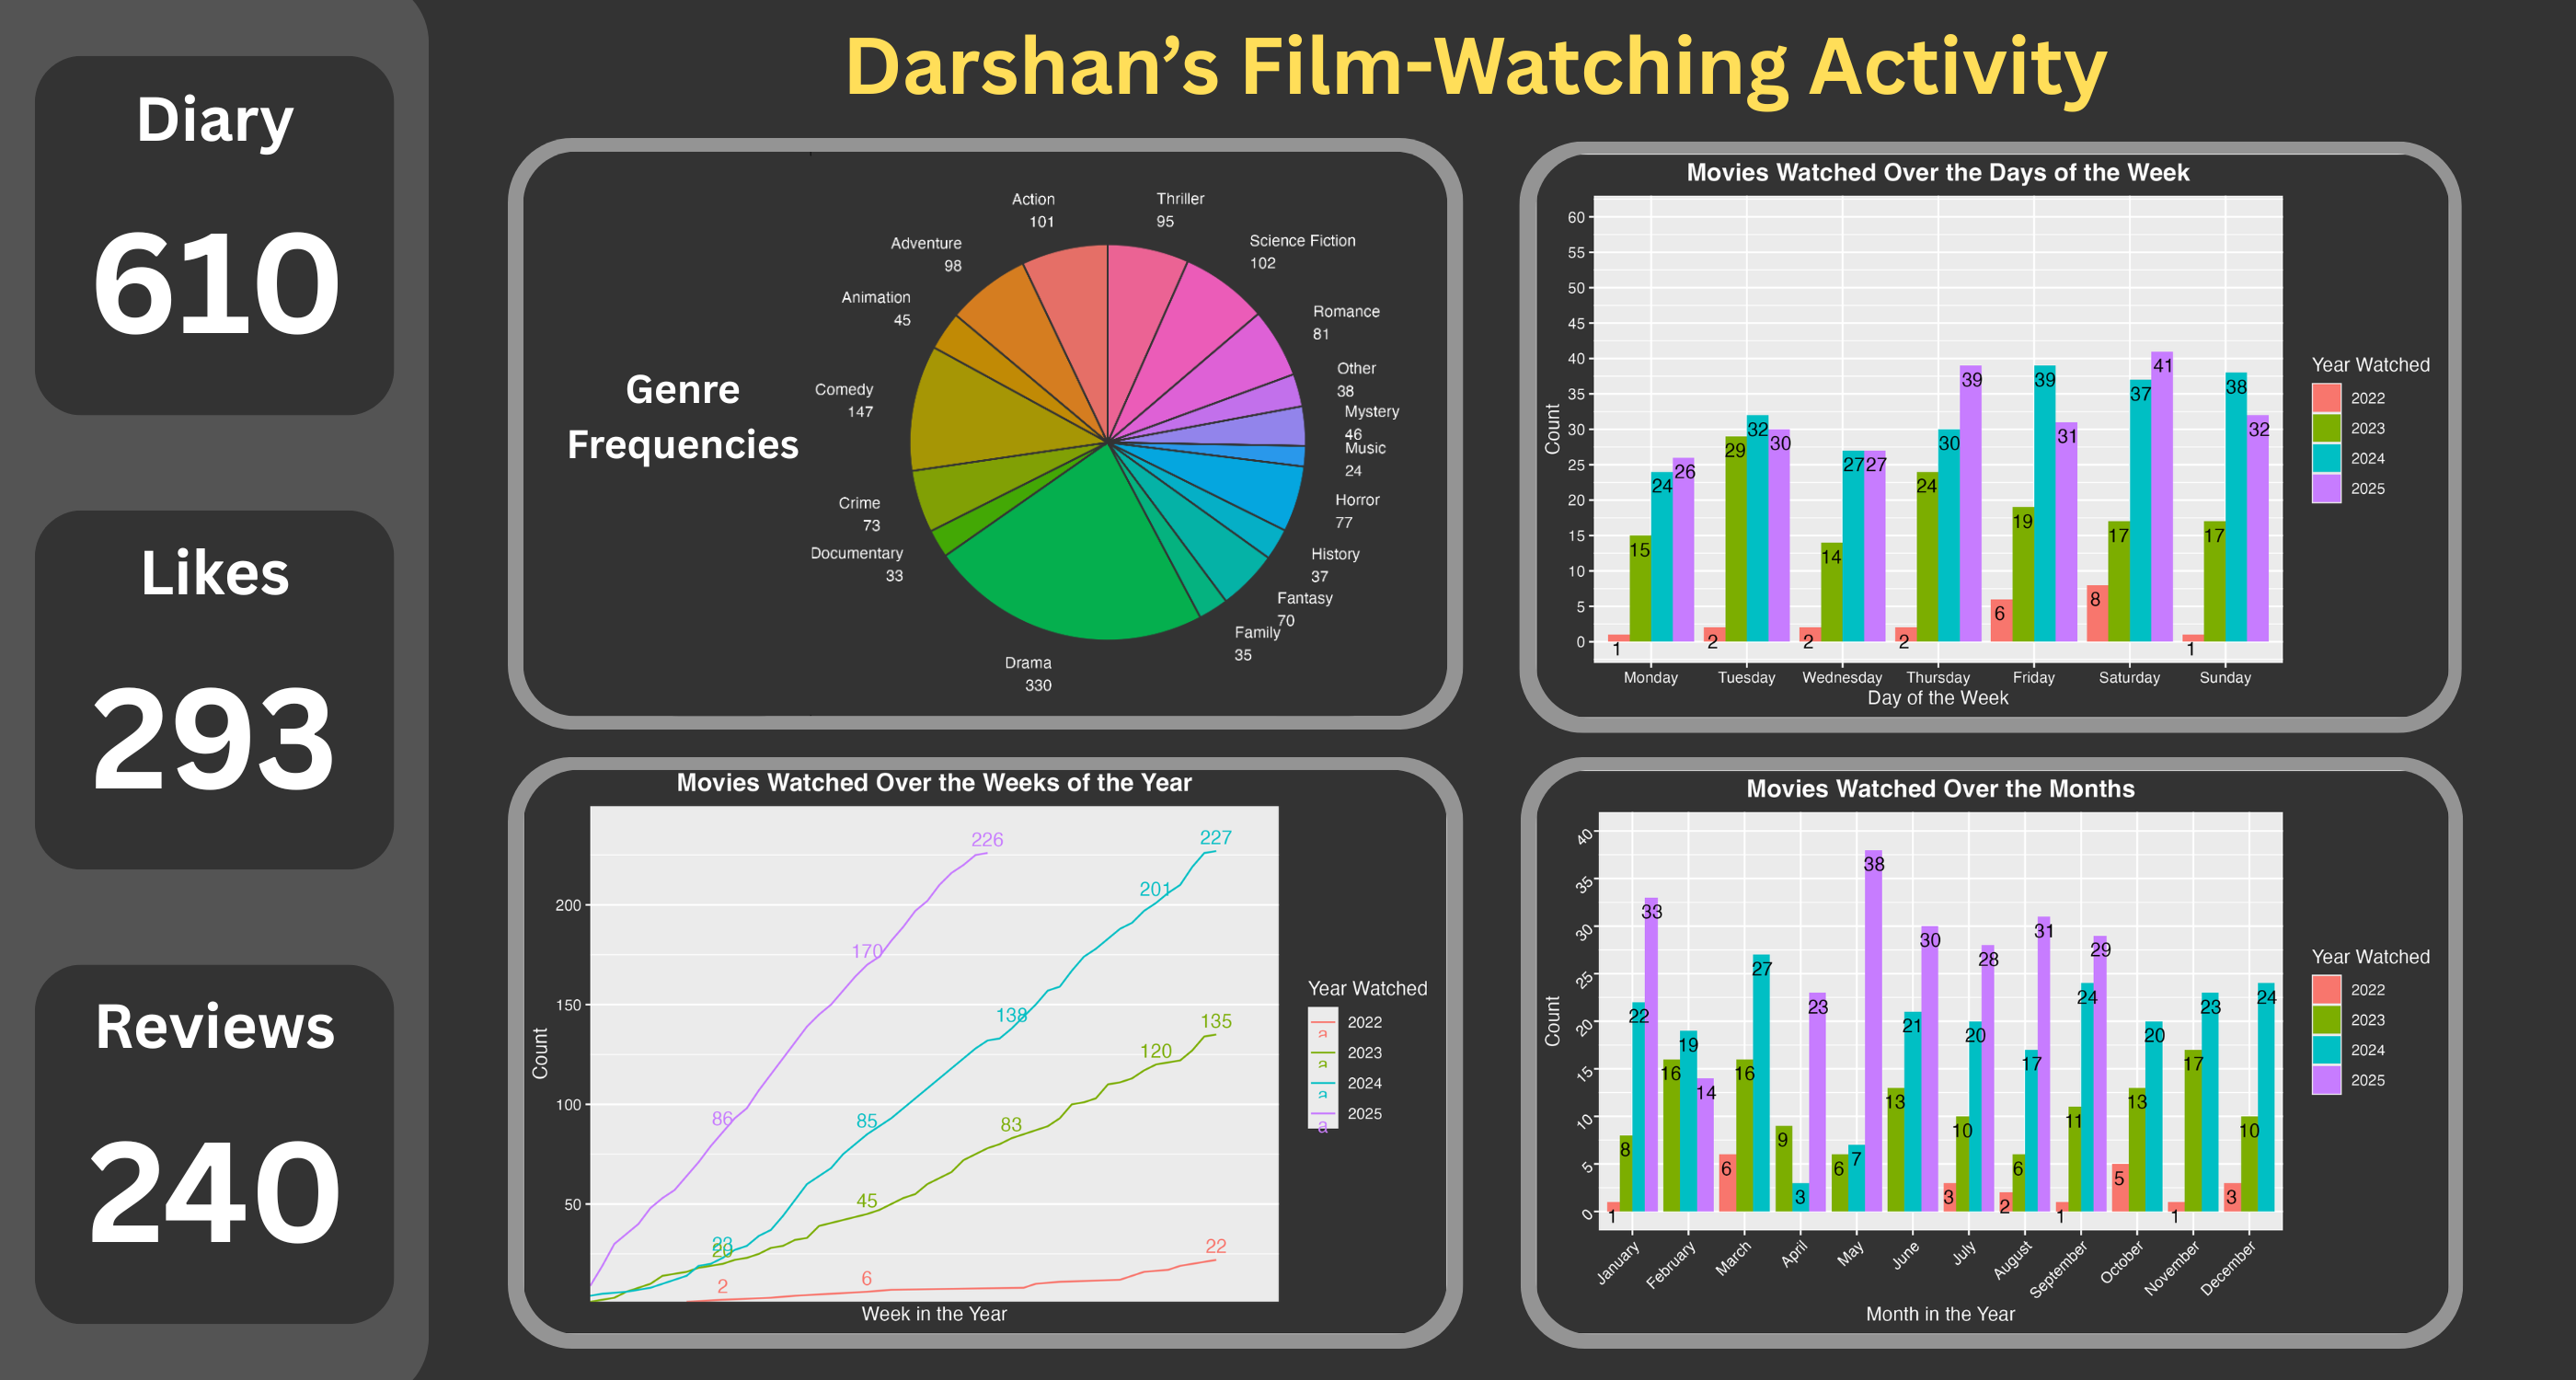 Darshan's Film-Watching Activity
Diary
610
Likes
293
Reviews
240
Genre
Frequencies
Action
101
Thriller
95
Adventure
98
Science Fiction
102
Animation
45
Romance
81
Comedy
147
Other
38
Mystery
46
Music
24
Crime
73
Horror
77
Documentary
33
History
37
Fantasy
70
Family
35
Drama
330
Movies Watched Over the Days of the Week
Count
60
55
50
45
40
35
30
25
20
15
10
5
0
1 15 24 26
2 29 32 30
2 14 27 27
2 24 30 39
6 19 39 31
8 17 37 41
1 17 38 32
Monday Tuesday Wednesday Thursday Friday Saturday Sunday
Day of the Week
Year Watched
2022
2023
2024
2025
Movies Watched Over the Weeks of the Year
Count
200
150
100
50
226
227
201
170
138
135
120
86
85
83
45
23
20
2
6
22
Week in the Year
Year Watched
a 2022
a 2023
a 2024
a 2025
Movies Watched Over the Months
Count
40
35
30
25
20
15
10
5
0
1 8 22 33
16 19 14
6 16 27
9 3 23
6 7 38
13 21 30
3 10 20 28
2 6 17 31
1 11 24 29
5 13 20
1 17 23
3 10 24
January February March April May June July August September October November December
Month in the Year
Year Watched
2022
2023
2024
2025